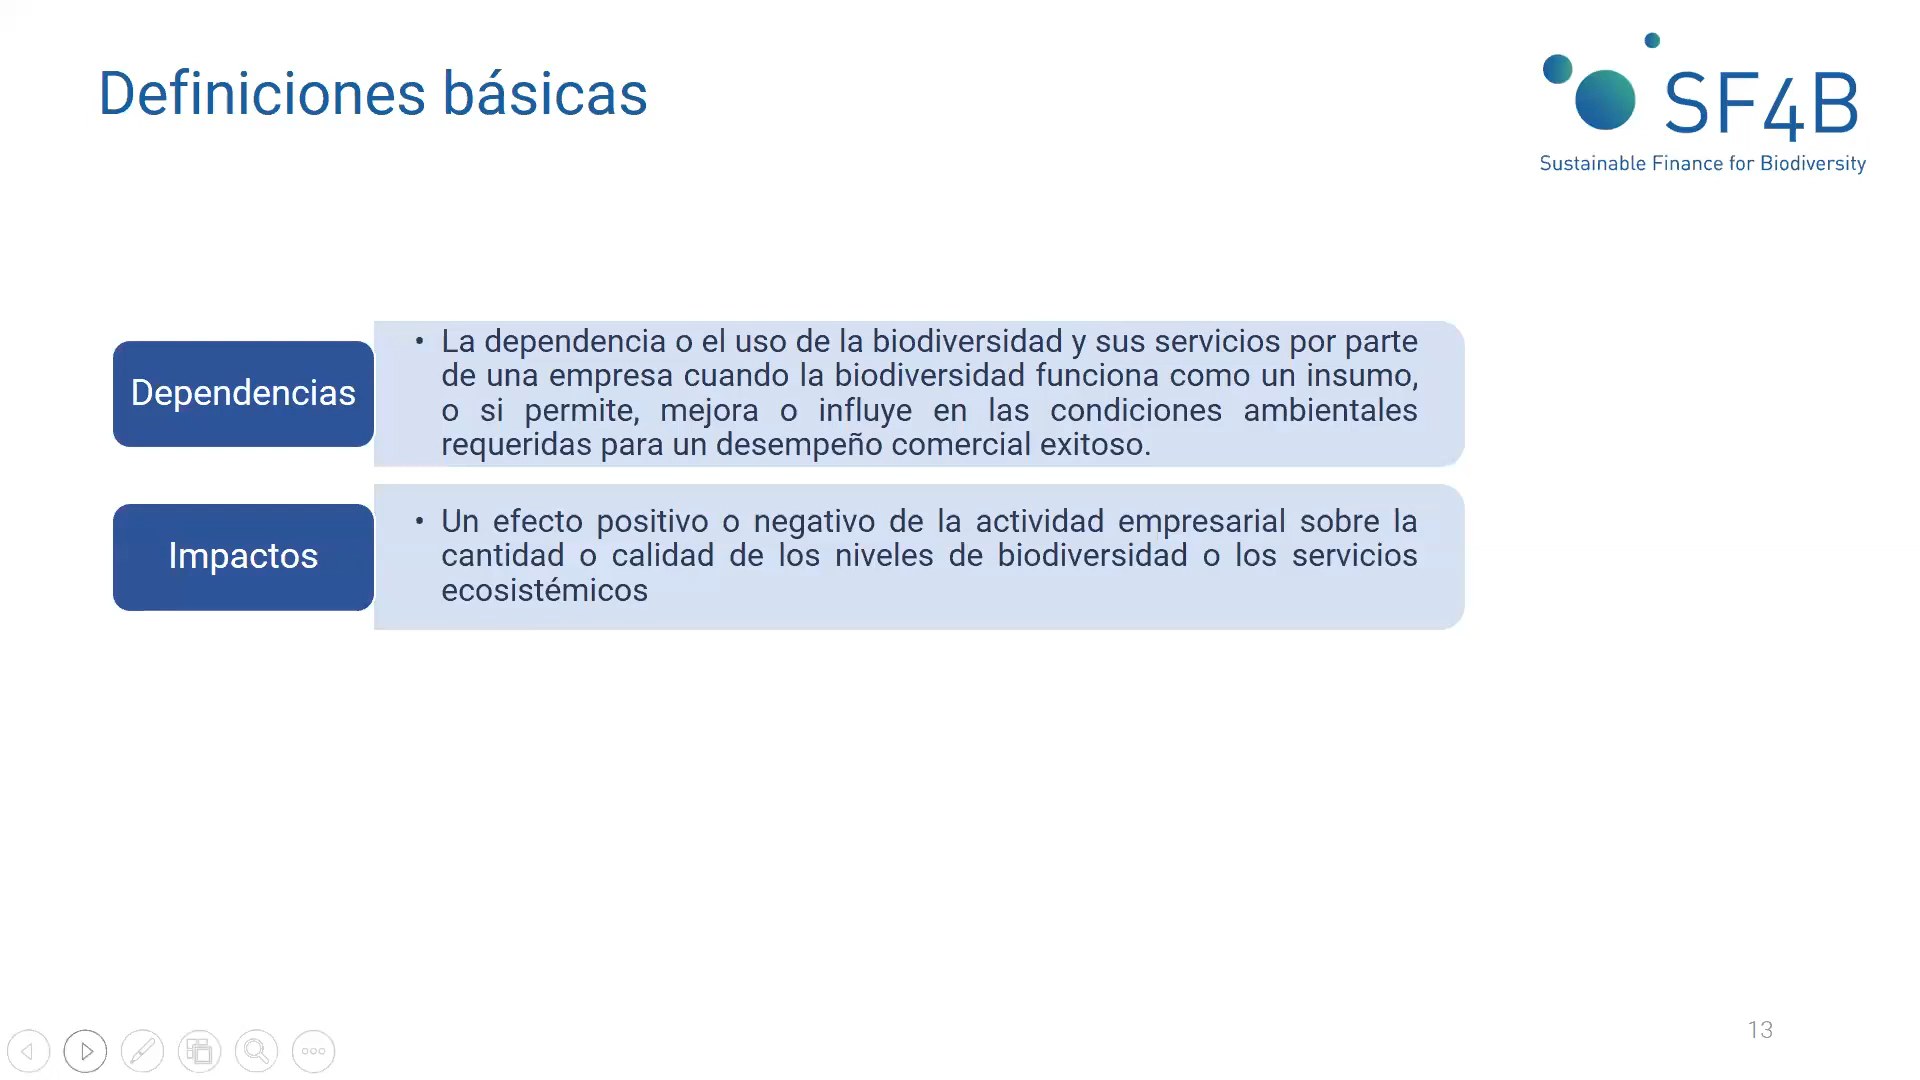 Definiciones básicas
SF4B
Sustainable Finance for Biodiversity
Dependencias
• La dependencia o el uso de la biodiversidad y sus servicios por parte
de una empresa cuando la biodiversidad funciona como un insumo,
o si permite, mejora o influye en las condiciones ambientales
requeridas para un desempeño comercial exitoso.
Impactos
• Un efecto positivo o negativo de la actividad empresarial sobre la
cantidad o calidad de los niveles de biodiversidad o los servicios
ecosistémicos
13